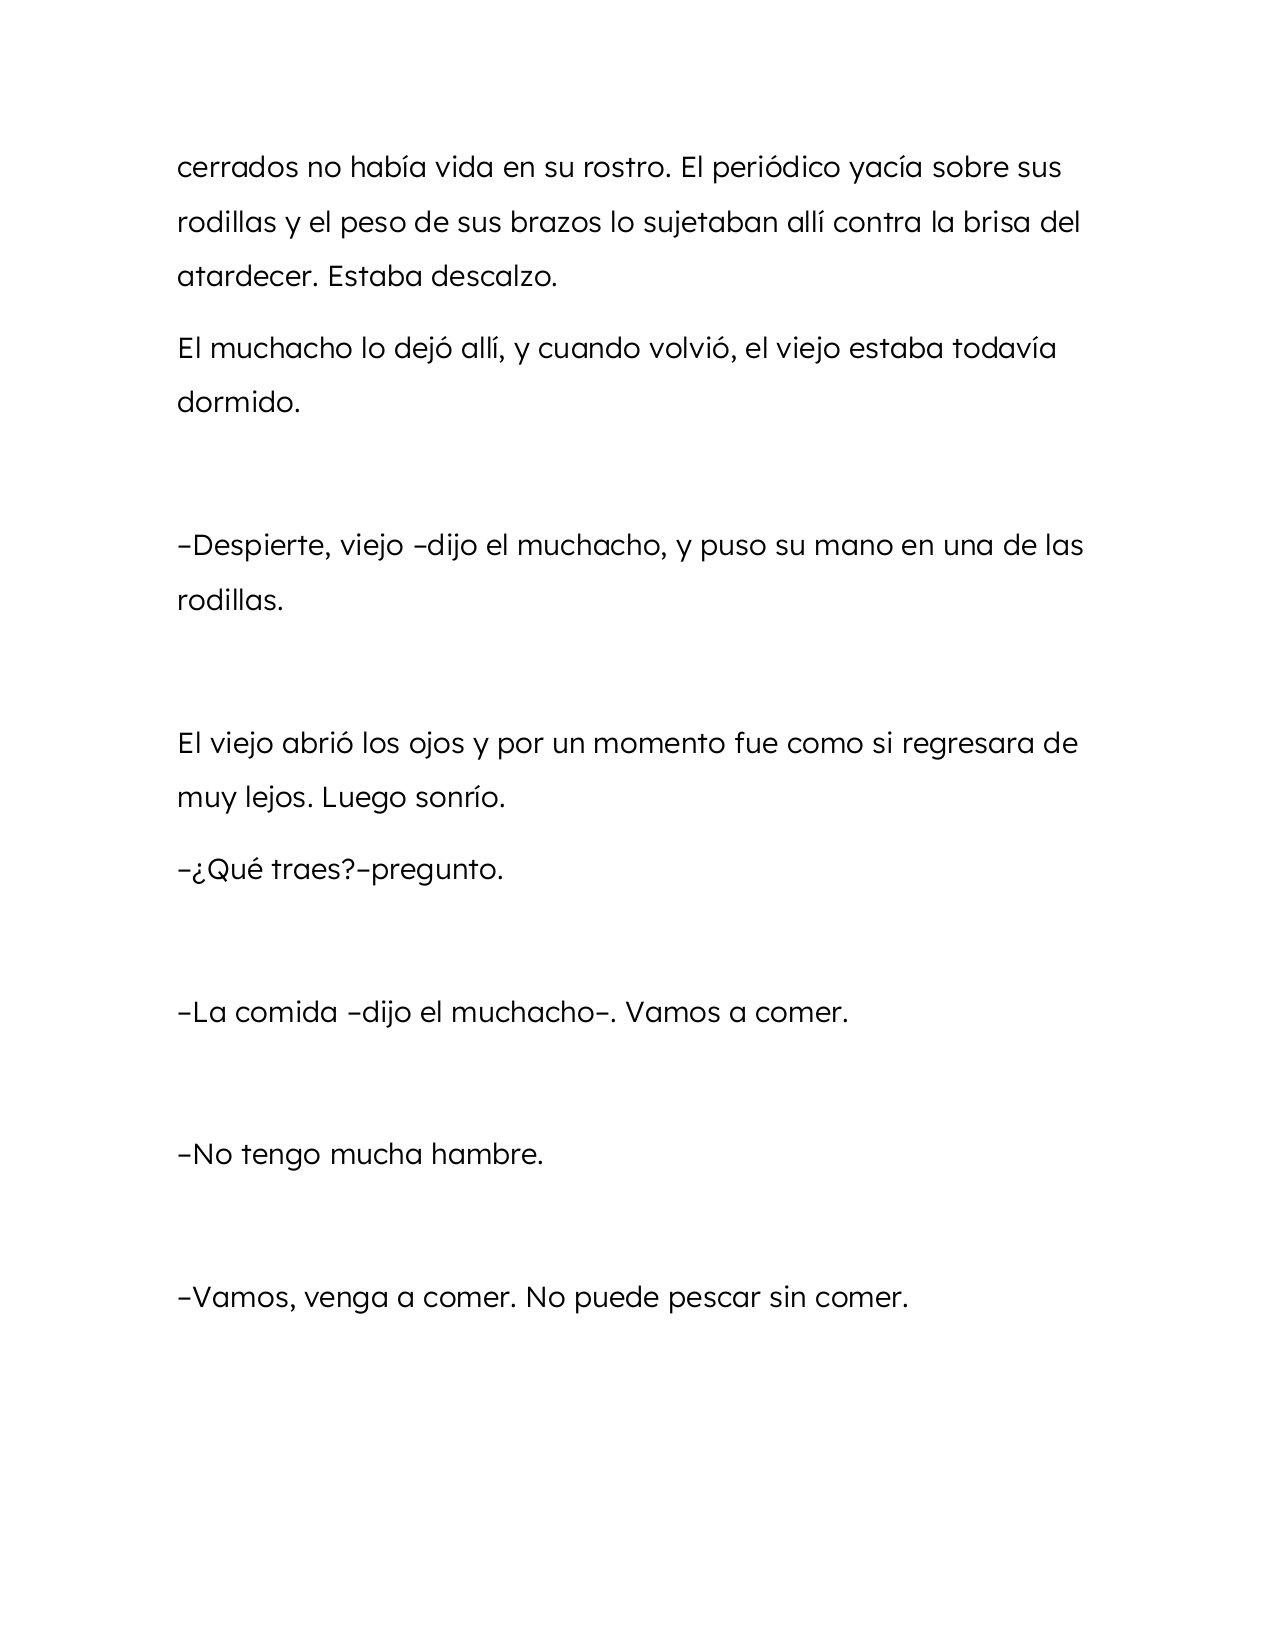 cerrados no había vida en su rostro. El periódico yacía sobre sus
rodillas y el peso de sus brazos lo sujetaban allí contra la brisa del
atardecer. Estaba descalzo.
El muchacho lo dejó allí, y cuando volvió, el viejo estaba todavía
dormido.
–Despierte, viejo –dijo el muchacho, y puso su mano en una de las
rodillas.
El viejo abrió los ojos y por un momento fue como si regresara de
muy lejos. Luego sonrío.
–¿Qué traes?–pregunto.
–La comida –dijo el muchacho–. Vamos a comer.
–No tengo mucha hambre.
–Vamos, venga a comer. No puede pescar sin comer.